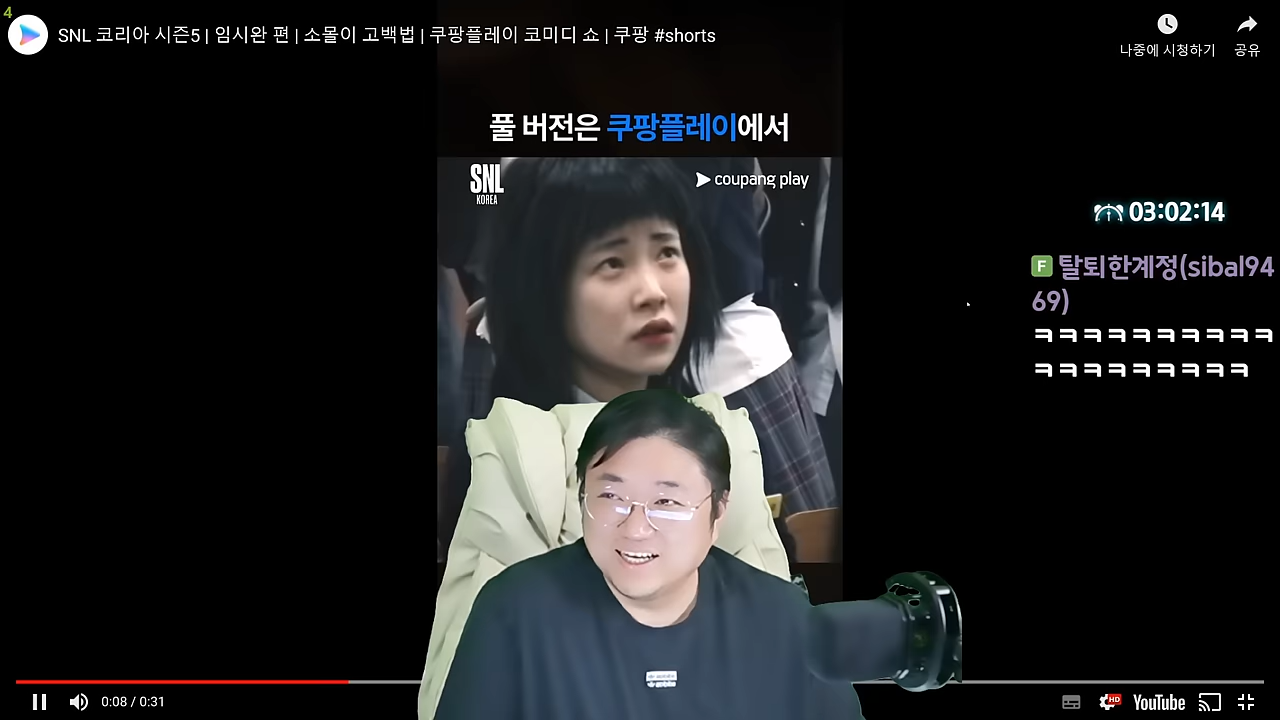 4
SNL 코리아 시즌5 | 임시완 편 | 소몰이 고백법 | 쿠팡플레이 코미디 쇼 | 쿠팡 #shorts
나중에 시청하기
공유
풀 버전은 쿠팡플레이에서
SNL
KOREA
coupang play
03:02:14
F 탈퇴한계정(sibal94
69)
ㅋㅋㅋㅋㅋㅋㅋㅋㅋㅋ
ㅋㅋㅋㅋㅋㅋㅋㅋㅋ
0:08 / 0:31
HD
YouTube